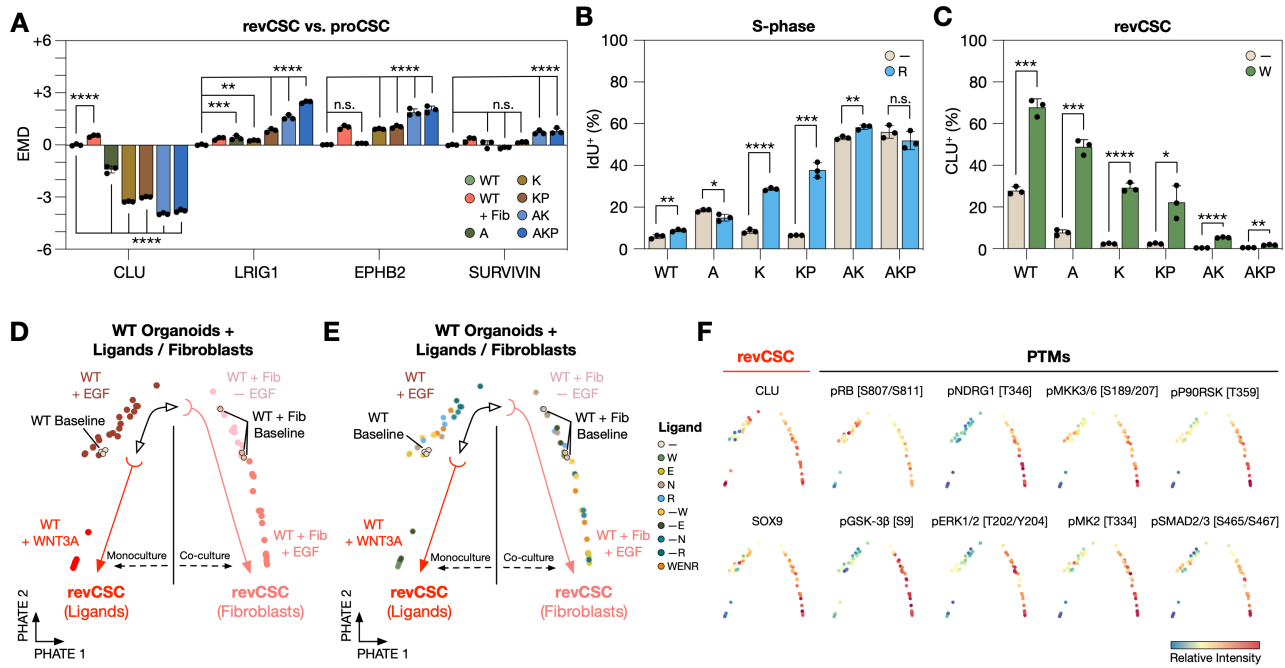 A
revCSC vs. proCSC
+6
+3
0
-3
-6
EMD
****
****
**
***
****
n.s.
****
n.s.
****
WT
WT
+ Fib
A
K
KP
AK
AKP
CLU
LRIG1
EPHB2
SURVIVIN
B
S-phase
100
80
60
40
20
0
IdU+ (%)
—
R
**
*
****
***
**
n.s.
WT
A
K
KP
AK
AKP
C
revCSC
100
80
60
40
20
0
CLU+ (%)
—
W
***
***
****
*
****
**
WT
A
K
KP
AK
AKP
D
WT Organoids +
Ligands / Fibroblasts
WT
+ EGF
WT + Fib
— EGF
WT Baseline
WT + Fib
Baseline
WT
+ WNT3A
Monoculture
Co-culture
WT + Fib
+ EGF
revCSC
(Ligands)
revCSC
(Fibroblasts)
PHATE 2
PHATE 1
E
WT Organoids +
Ligands / Fibroblasts
WT
+ EGF
WT + Fib
— EGF
WT
Baseline
WT + Fib
Baseline
WT
+ WNT3A
Monoculture
Co-culture
WT + Fib
+ EGF
revCSC
(Ligands)
revCSC
(Fibroblasts)
PHATE 2
PHATE 1
Ligand
—
W
E
N
R
—W
—E
—N
—R
WENR
F
revCSC
PTMs
CLU
pRB [S807/S811]
pNDRG1 [T346]
pMKK3/6 [S189/207]
pP90RSK [T359]
SOX9
pGSK-3β [S9]
pERK1/2 [T202/Y204]
pMK2 [T334]
pSMAD2/3 [S465/S467]
Relative Intensity